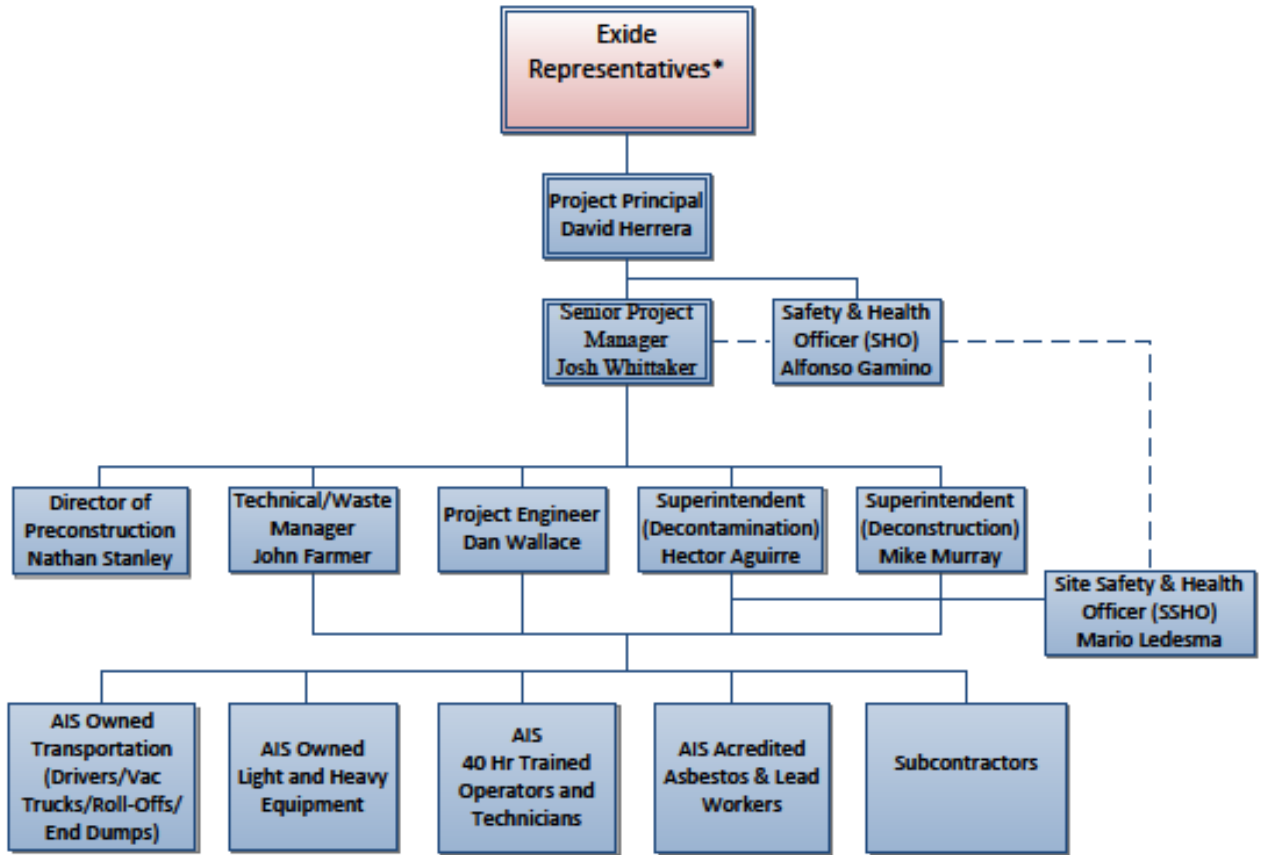 Exide
Representatives*
Project Principal
David Herrera
Senior Project
Manager
Josh Whittaker
Safety & Health
Officer (SHO)
Alfonso Gamino
Director of
Preconstruction
Nathan Stanley
Technical/Waste
Manager
John Farmer
Project Engineer
Dan Wallace
Superintendent
(Decontamination)
Hector Aguirre
Superintendent
(Deconstruction)
Mike Murray
Site Safety & Health
Officer (SSHO)
Mario Ledesma
AIS Owned
Transportation
(Drivers/Vac
Trucks/Roll-Offs/
End Dumps)
AIS Owned
Light and Heavy
Equipment
AIS
40 Hr Trained
Operators and
Technicians
AIS Acredited
Asbestos & Lead
Workers
Subcontractors